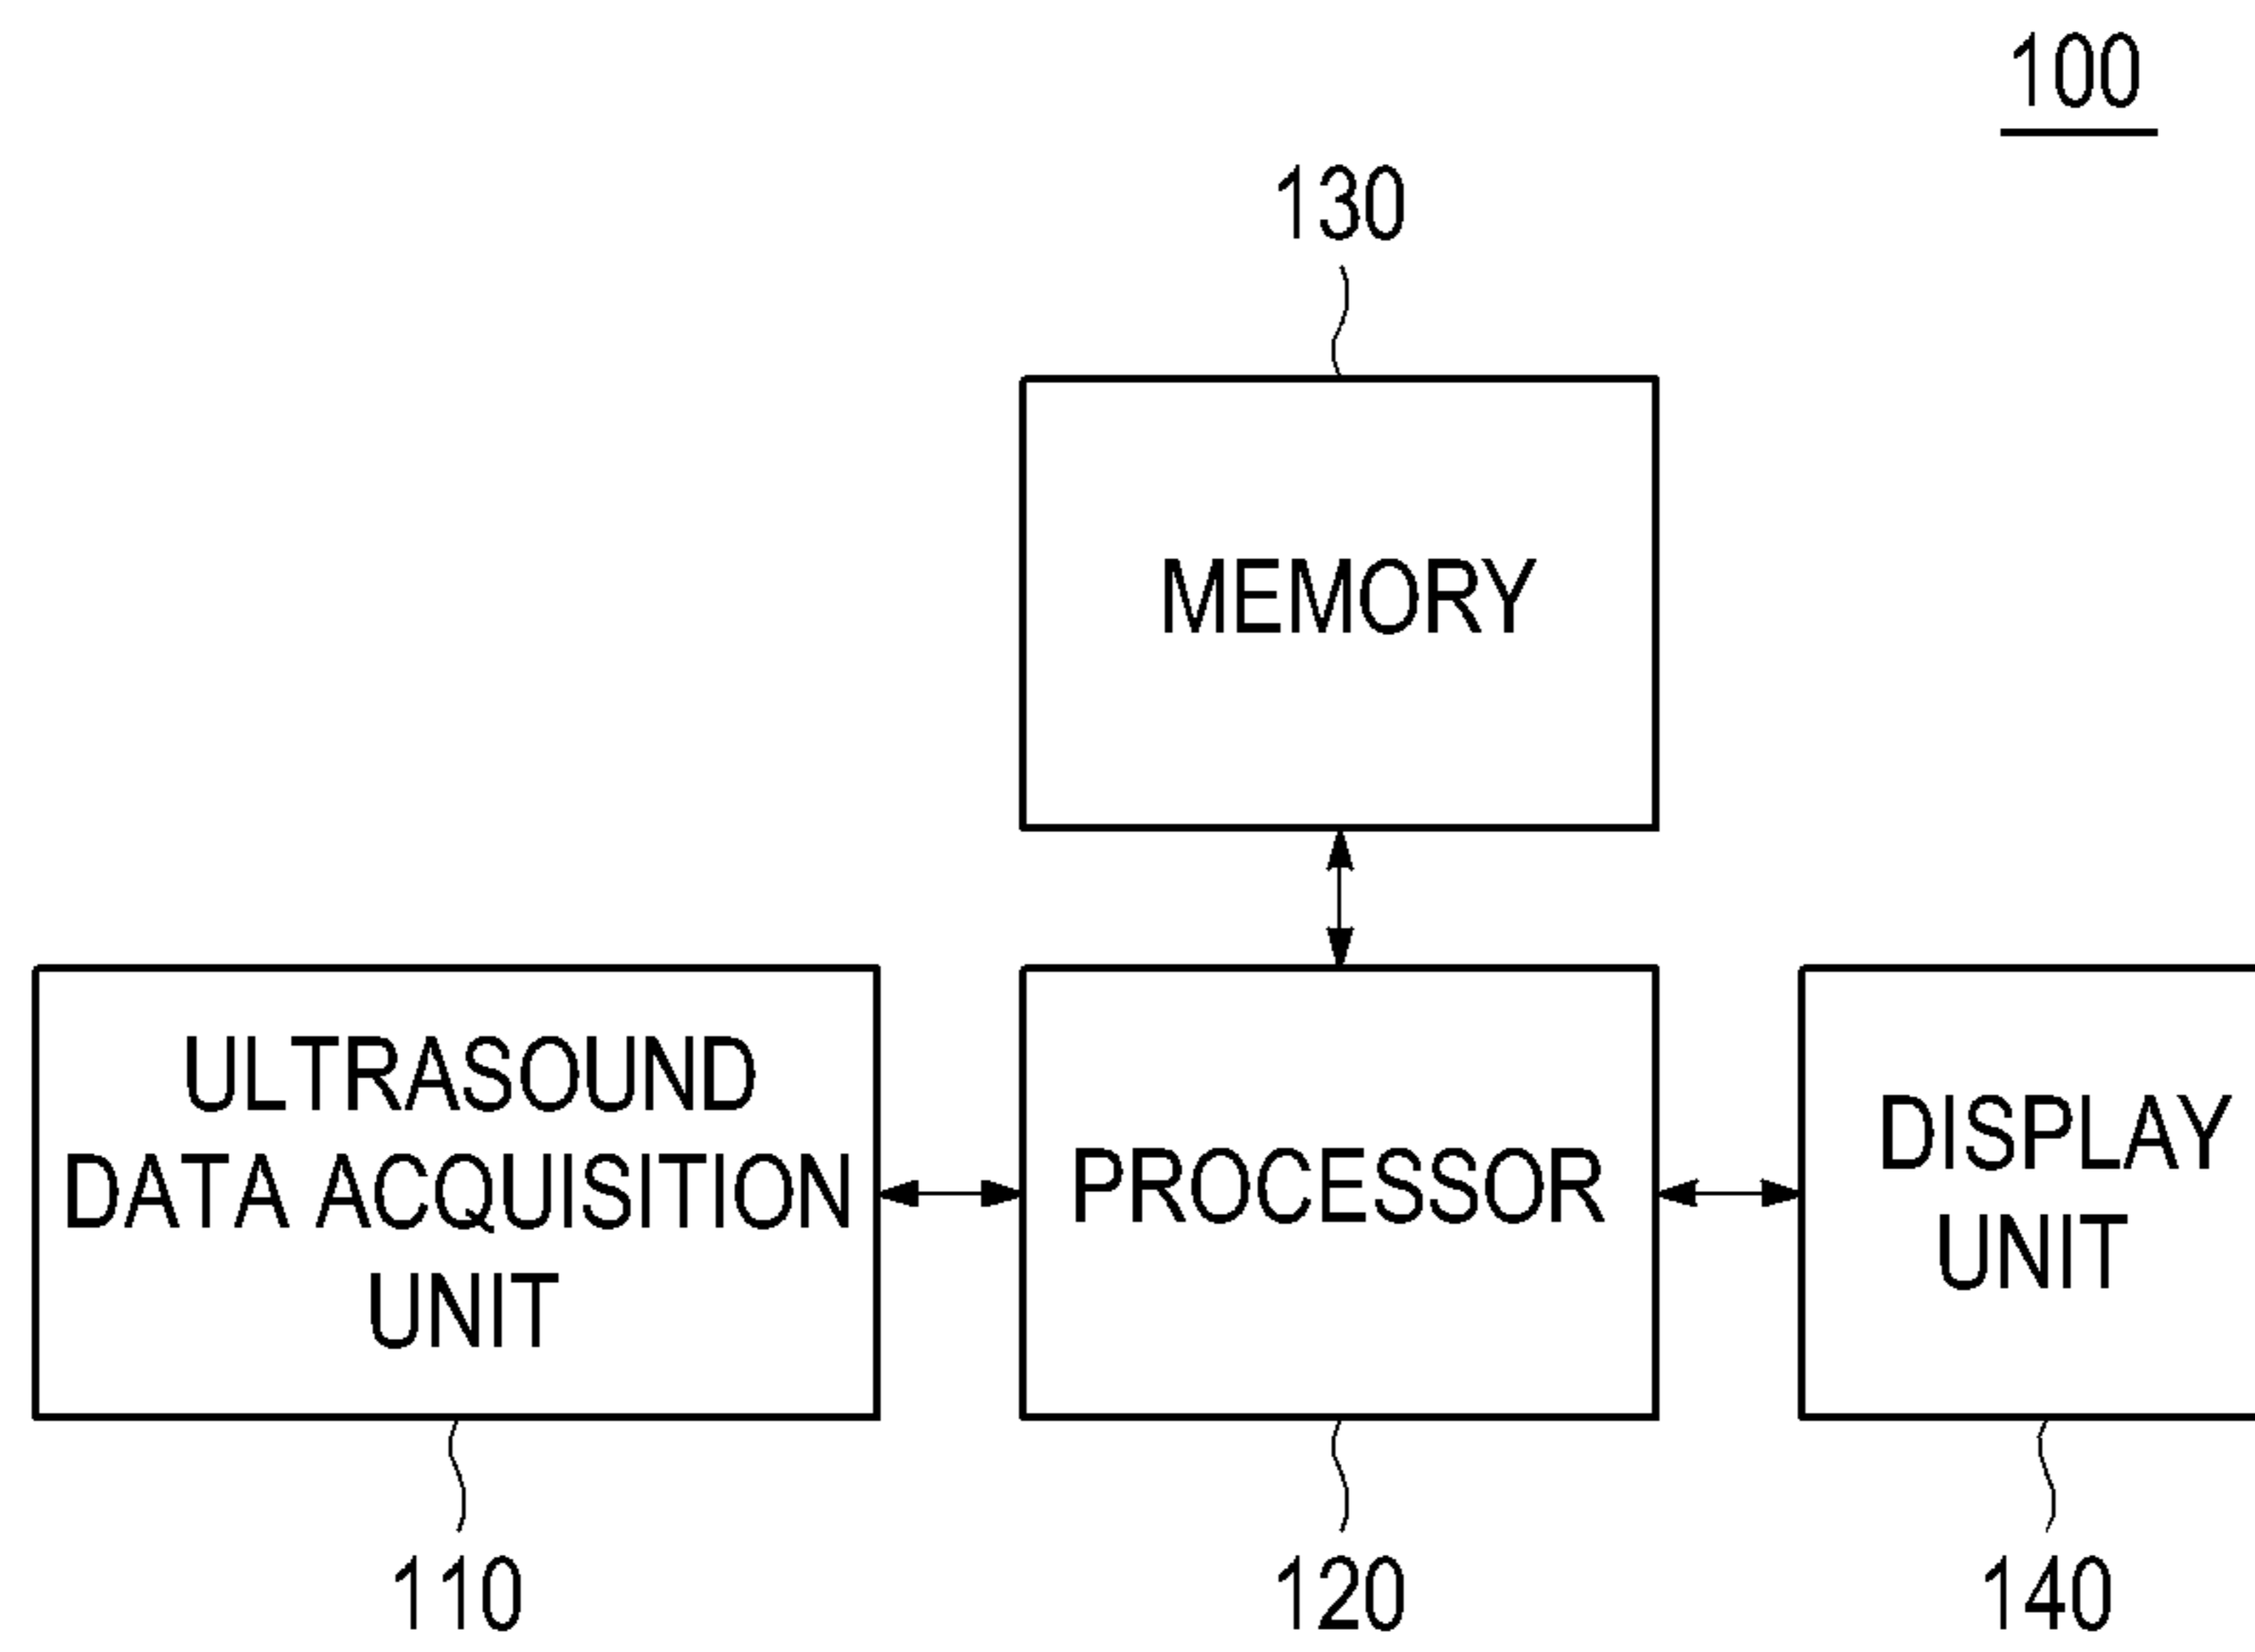 100
130
MEMORY
ULTRASOUND
DATA ACQUISITION
UNIT
PROCESSOR
DISPLAY
UNIT
110
120
140